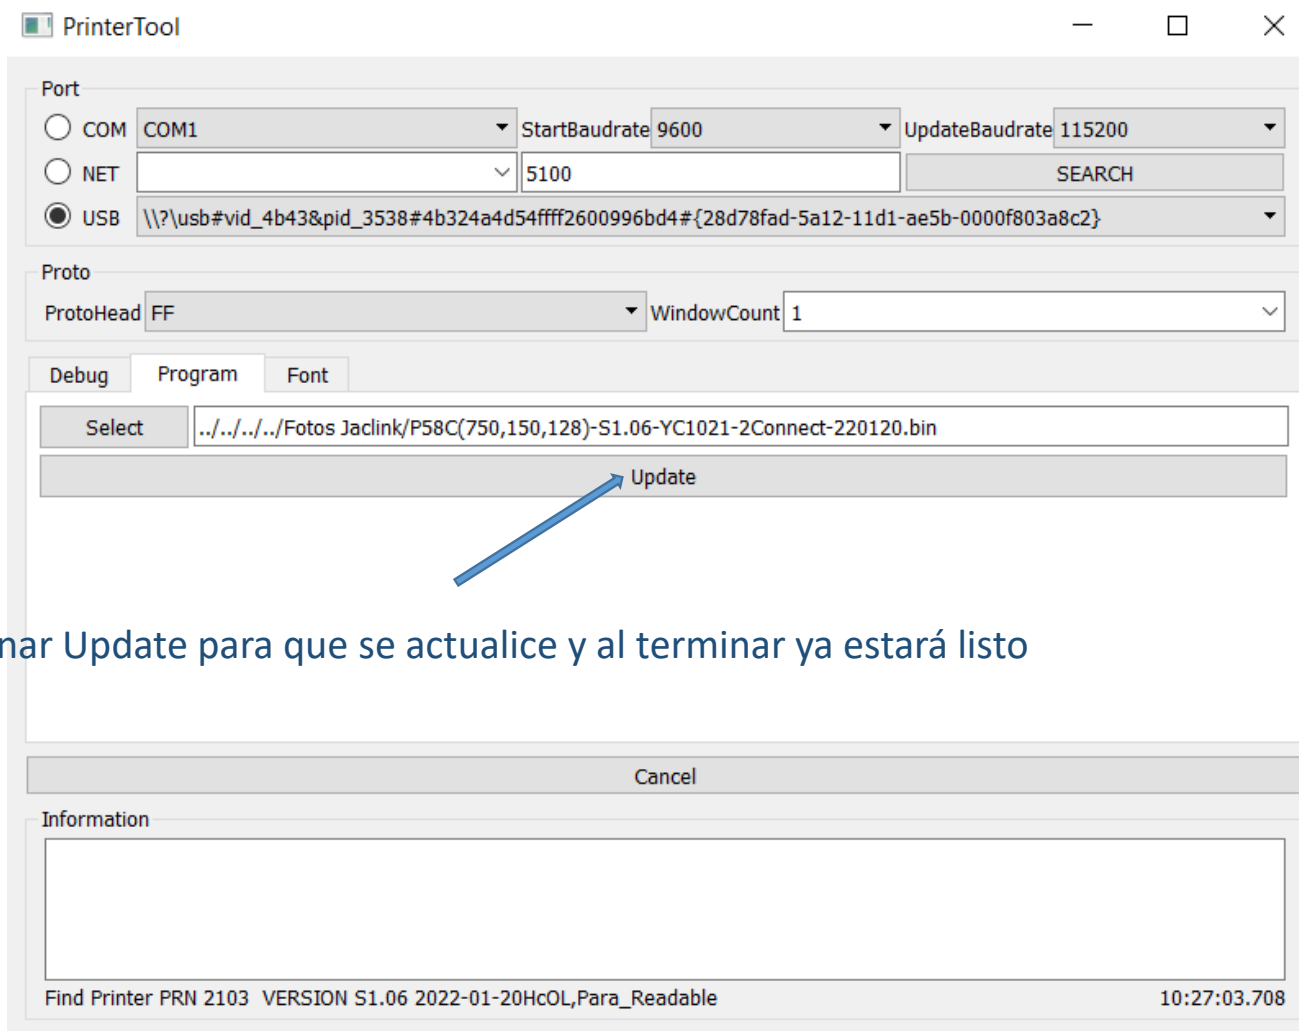 PrinterTool
Port
COM COM1 StartBaudrate 9600 UpdateBaudrate 115200
NET 5100 SEARCH
USB \\?\usb#vid_4b43&pid_3538#4b324a4d54ffff2600996bd4#{28d78fad-5a12-11d1-ae5b-0000f803a8c2}
Proto
ProtoHead FF WindowCount 1
Debug Program Font
Select ../../../../Fotos Jaclink/P58C(750,150,128)-S1.06-YC1021-2Connect-220120.bin
Update
Update para que se actualice y al terminar ya estará listo
Cancel
Information
Find Printer PRN 2103 VERSION S1.06 2022-01-20HcOL,Para_Readable 10:27:03.708